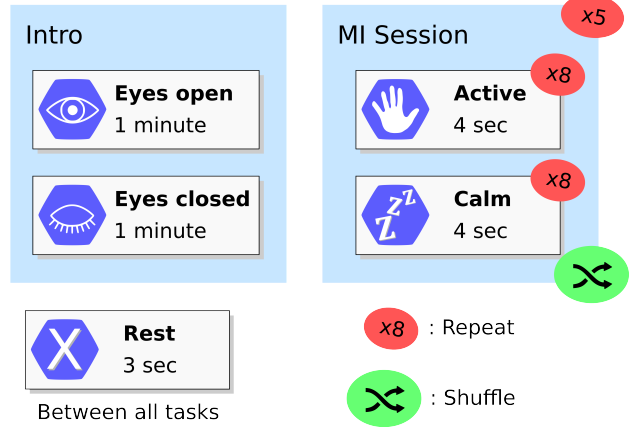 Intro
Eyes open
1 minute
Eyes closed
1 minute
MI Session
x5
x8
Active
4 sec
x8
Calm
4 sec
ZZZ
X
Rest
3 sec
Between all tasks
x8 : Repeat
: Shuffle